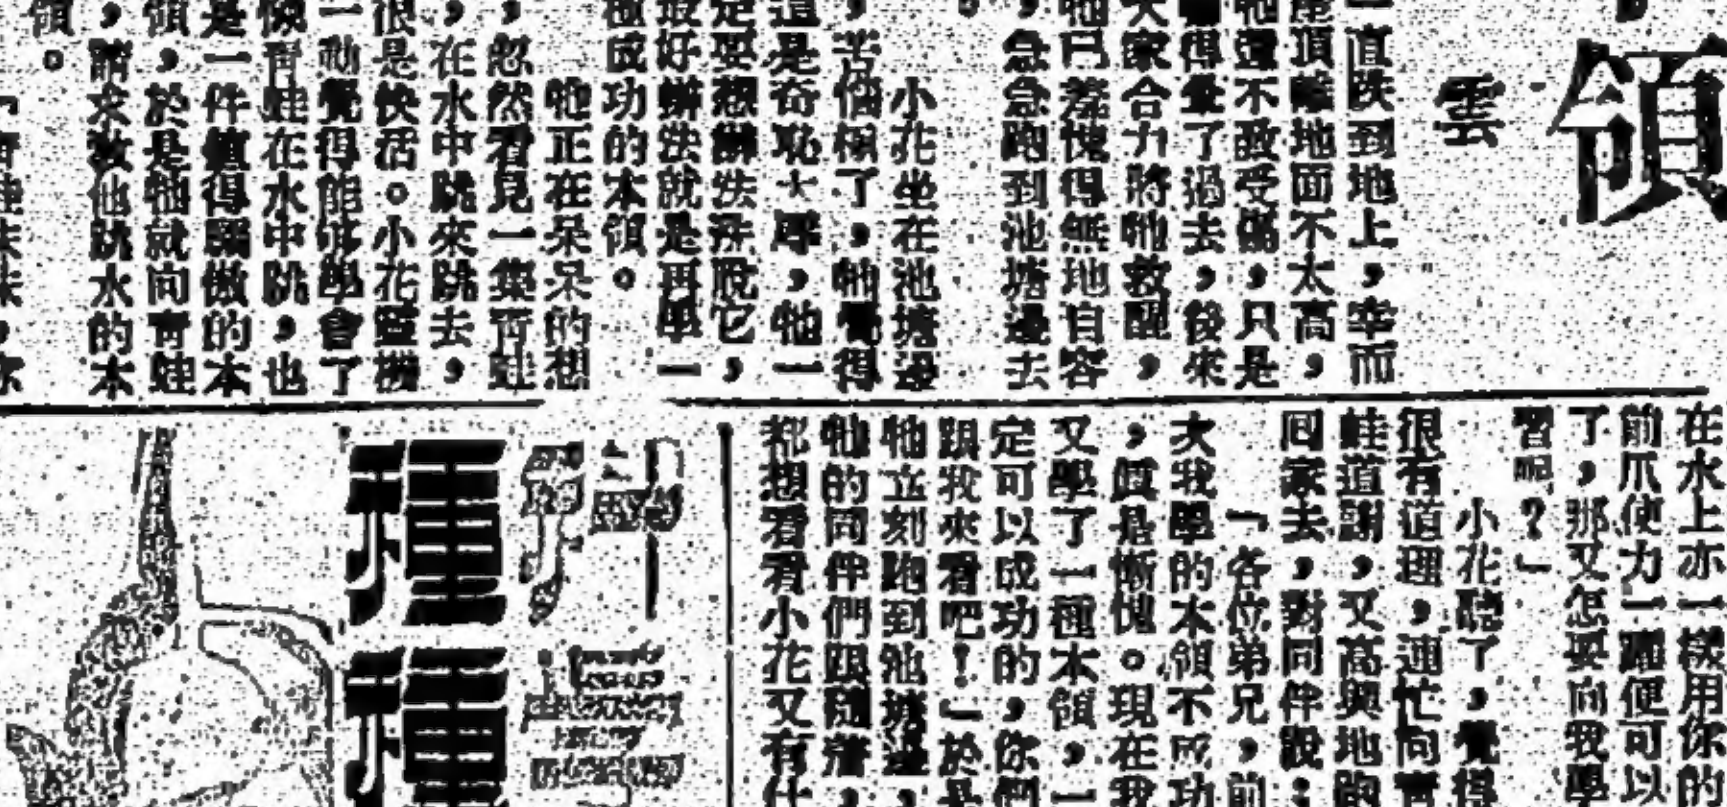 領
雲
一直跌到地上，幸而
座頂離地面不太高，
牠還不致受傷，只是
得暈了過去，後來
大家合力將牠救醒，
牠已羞愧得無地自容
，急急跑到池塘邊去
。
小花坐在池塘邊
，苦惱極了，牠覺得
這是奇恥大辱，牠一
定要想辦法洗脫它，
最好辦法就是再學一
極成功的本領。
牠正在呆呆的想
，忽然看見一隻青蛙
，在水中跳來跳去，
很是快活。小花靈機
一動覺得能够學會了
像青蛙在水中跳，也
是一件值得驕傲的本
領，於是牠就向青蛙
，請求教他跳水的本
領。
在水上亦一樣用你的
前爪使力一躍便可以
了，那又怎要向我學
習呢？」
小花聽了，覺得
很有道理，連忙向青
蛙道謝，又高興地跑
回家去，對同伴說：
「各位弟兄，前
次我學的本領不成功
，眞是慚愧。現在我
又學了一種本領，一
定可以成功的，你們
跟我來看吧！」於是
牠立刻跑到池塘邊，
牠的同伴們跟隨着，
都想看看小花又有什
種
種